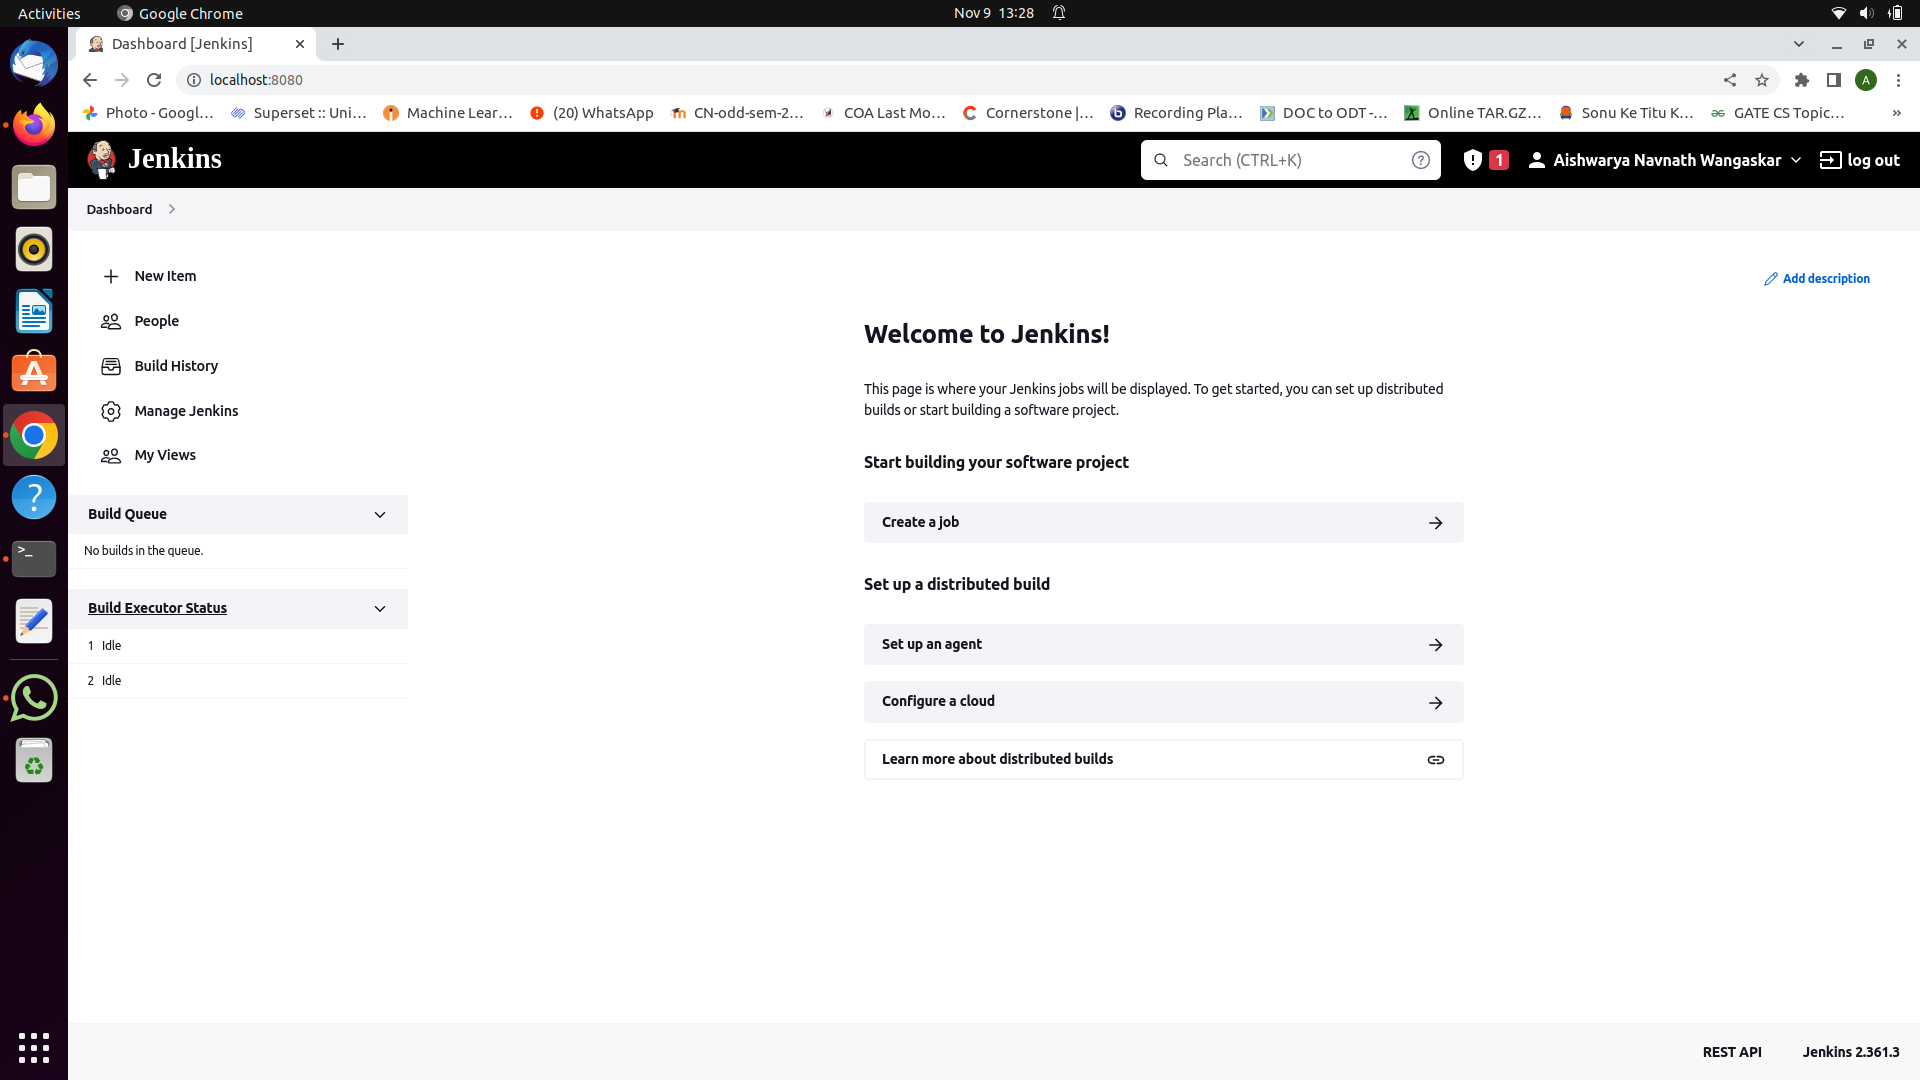 Activities Google Chrome Nov 9 13:28
Dashboard [Jenkins]
localhost:8080 A
Photo - Googl... Superset :: Uni... Machine Lear... (20) WhatsApp CN-odd-sem-2... COA Last Mo... Cornerstone |... Recording Pla... DOC to ODT -... Online TAR.GZ... Sonu Ke Titu K... GATE CS Topic... »
Jenkins Search (CTRL+K) 1 Aishwarya Navnath Wangaskar log out
Dashboard
New Item
People
Build History
Manage Jenkins
My Views
Build Queue
No builds in the queue.
Build Executor Status
1 Idle
2 Idle
Add description
Welcome to Jenkins!
This page is where your Jenkins jobs will be displayed. To get started, you can set up distributed
builds or start building a software project.
Start building your software project
Create a job
Set up a distributed build
Set up an agent
Configure a cloud
Learn more about distributed builds
REST API Jenkins 2.361.3